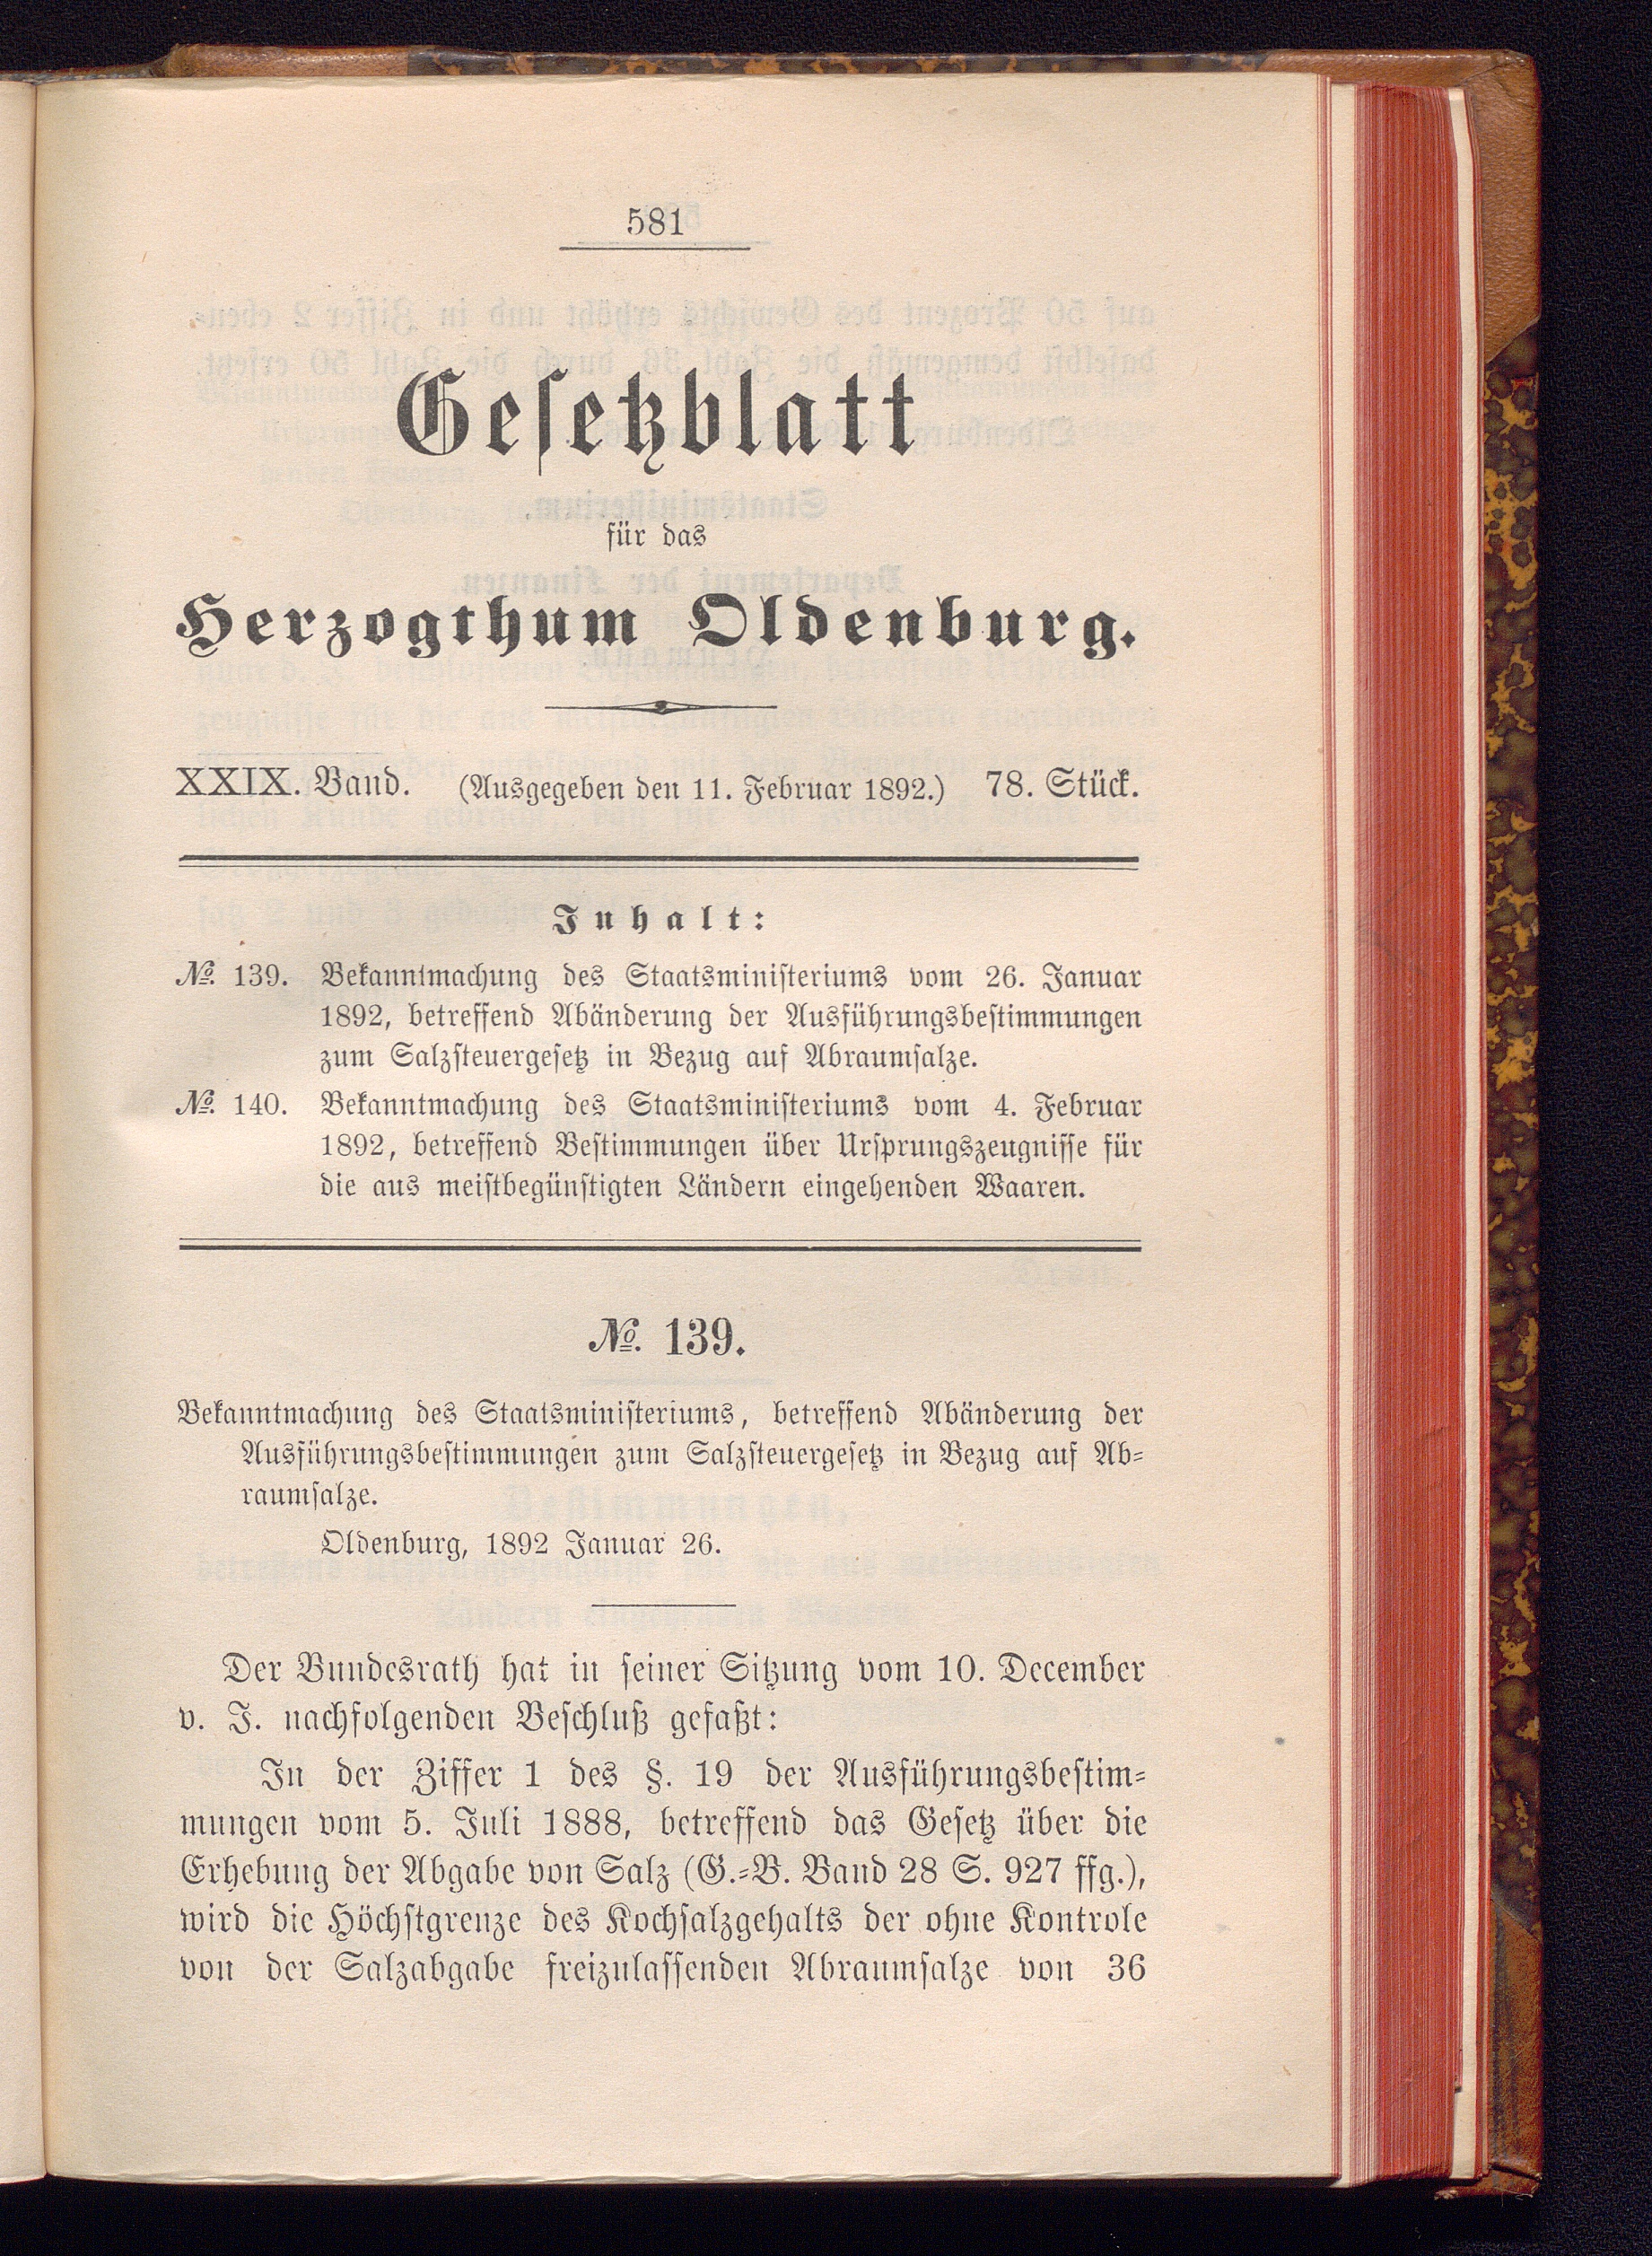 581
Gesetzblatt
für das
Herzogthum Oldenburg.
XXIX. Band. (Ausgegeben den 11. Februar 1892.) 78. Stück.
Inhalt:
№. 139. Bekanntmachung des Staatsministeriums vom 26. Januar
1892, betreffend Abänderung der Ausführungsbestimmungen
zum Salzsteuergesetz in Bezug auf Abraumsalze.
№. 140. Bekanntmachung des Staatsministeriums vom 4. Februar
1892, betreffend Bestimmungen über Ursprungszeugnisse für
die aus meistbegünstigten Ländern eingehenden Waaren.
№. 139.
Bekanntmachung des Staatsministeriums, betreffend Abänderung der
Ausführungsbestimmungen zum Salzsteuergesetz in Bezug auf Ab-
raumsalze.
Oldenburg, 1892 Januar 26.
Der Bundesrath hat in seiner Sitzung vom 10. December
v. J. nachfolgenden Beschluß gefaßt:
In der Ziffer 1 des §. 19 der Ausführungsbestim-
mungen vom 5. Juli 1888, betreffend das Gesetz über die
Erhebung der Abgabe von Salz (G.-B. Band 28 S. 927 ffg.),
wird die Höchstgrenze des Kochsalzgehalts der ohne Kontrole
von der Salzabgabe freizulassenden Abraumsalze von 36